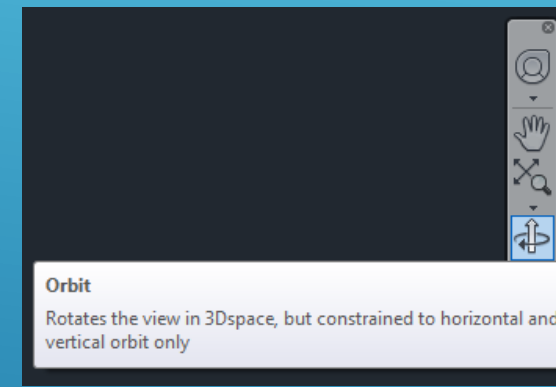 Orbit
Rotates the view in 3Dspace, but constrained to horizontal and
vertical orbit only